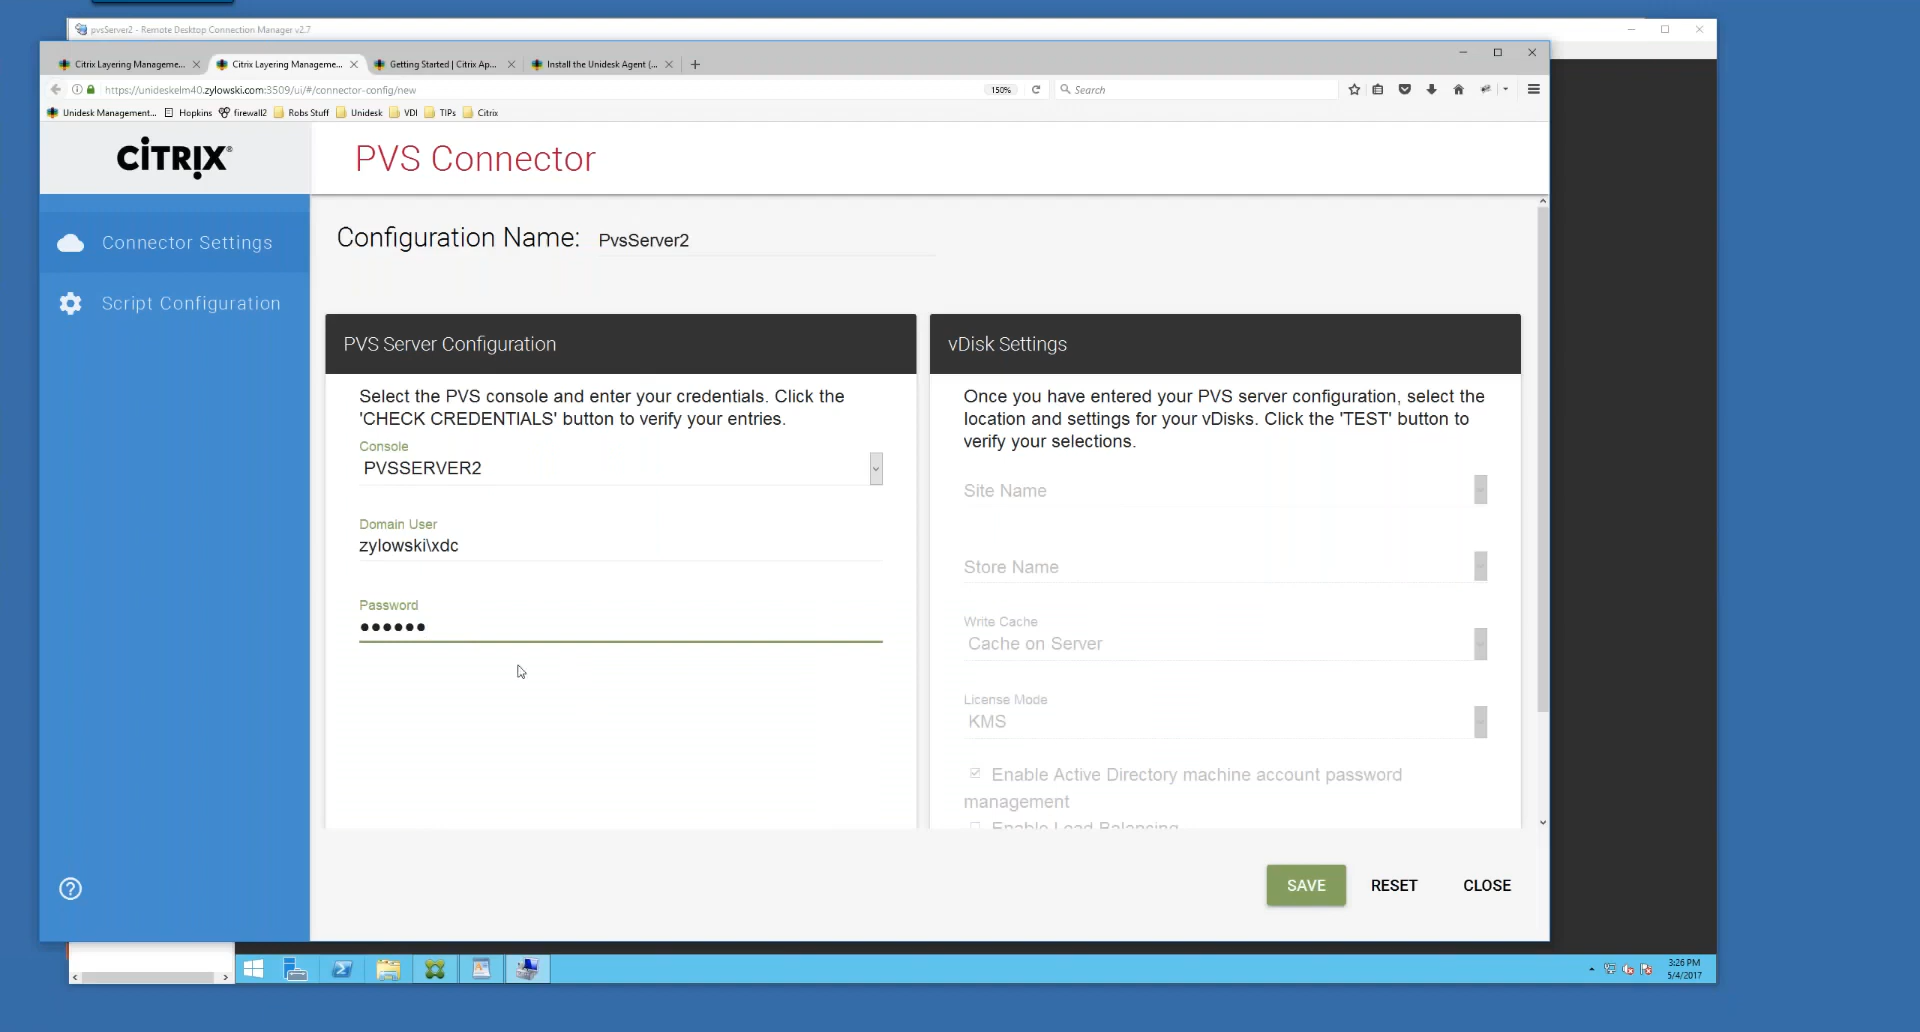 pvsServer2 - Remote Desktop Connection Manager v2.7
Citrix Layering Manageme...
Citrix Layering Manageme...
Getting Started | Citrix Ap...
Install the Unidesk Agent (...
https://unideskelm40.zylowski.com:3509/ui/#/connector-config/new
150%
Search
Unidesk Management...
Hopkins
firewall2
Robs Stuff
Unidesk
VDI
TIPs
Citrix
CİTRIX®
PVS Connector
Connector Settings
Script Configuration
Configuration Name: PvsServer2
PVS Server Configuration
Select the PVS console and enter your credentials. Click the
'CHECK CREDENTIALS' button to verify your entries.
Console
PVSSERVER2
Domain User
zylowski\xdc
Password
••••••
vDisk Settings
Once you have entered your PVS server configuration, select the
location and settings for your vDisks. Click the 'TEST' button to
verify your selections.
Site Name
Store Name
Write Cache
Cache on Server
License Mode
KMS
Enable Active Directory machine account password
management
Enable Load Balancing
SAVE
RESET
CLOSE
3:26 PM
5/4/2017